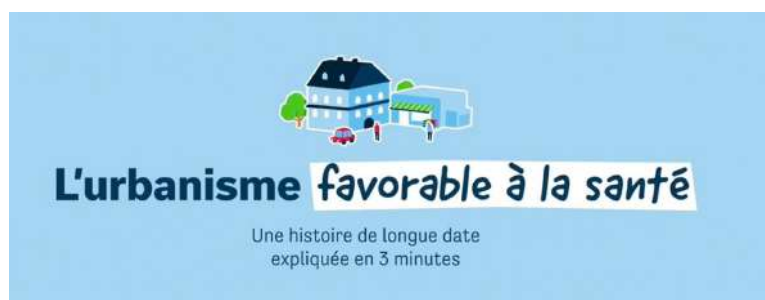 L'urbanisme favorable à la santé
Une histoire de longue date
expliquée en 3 minutes